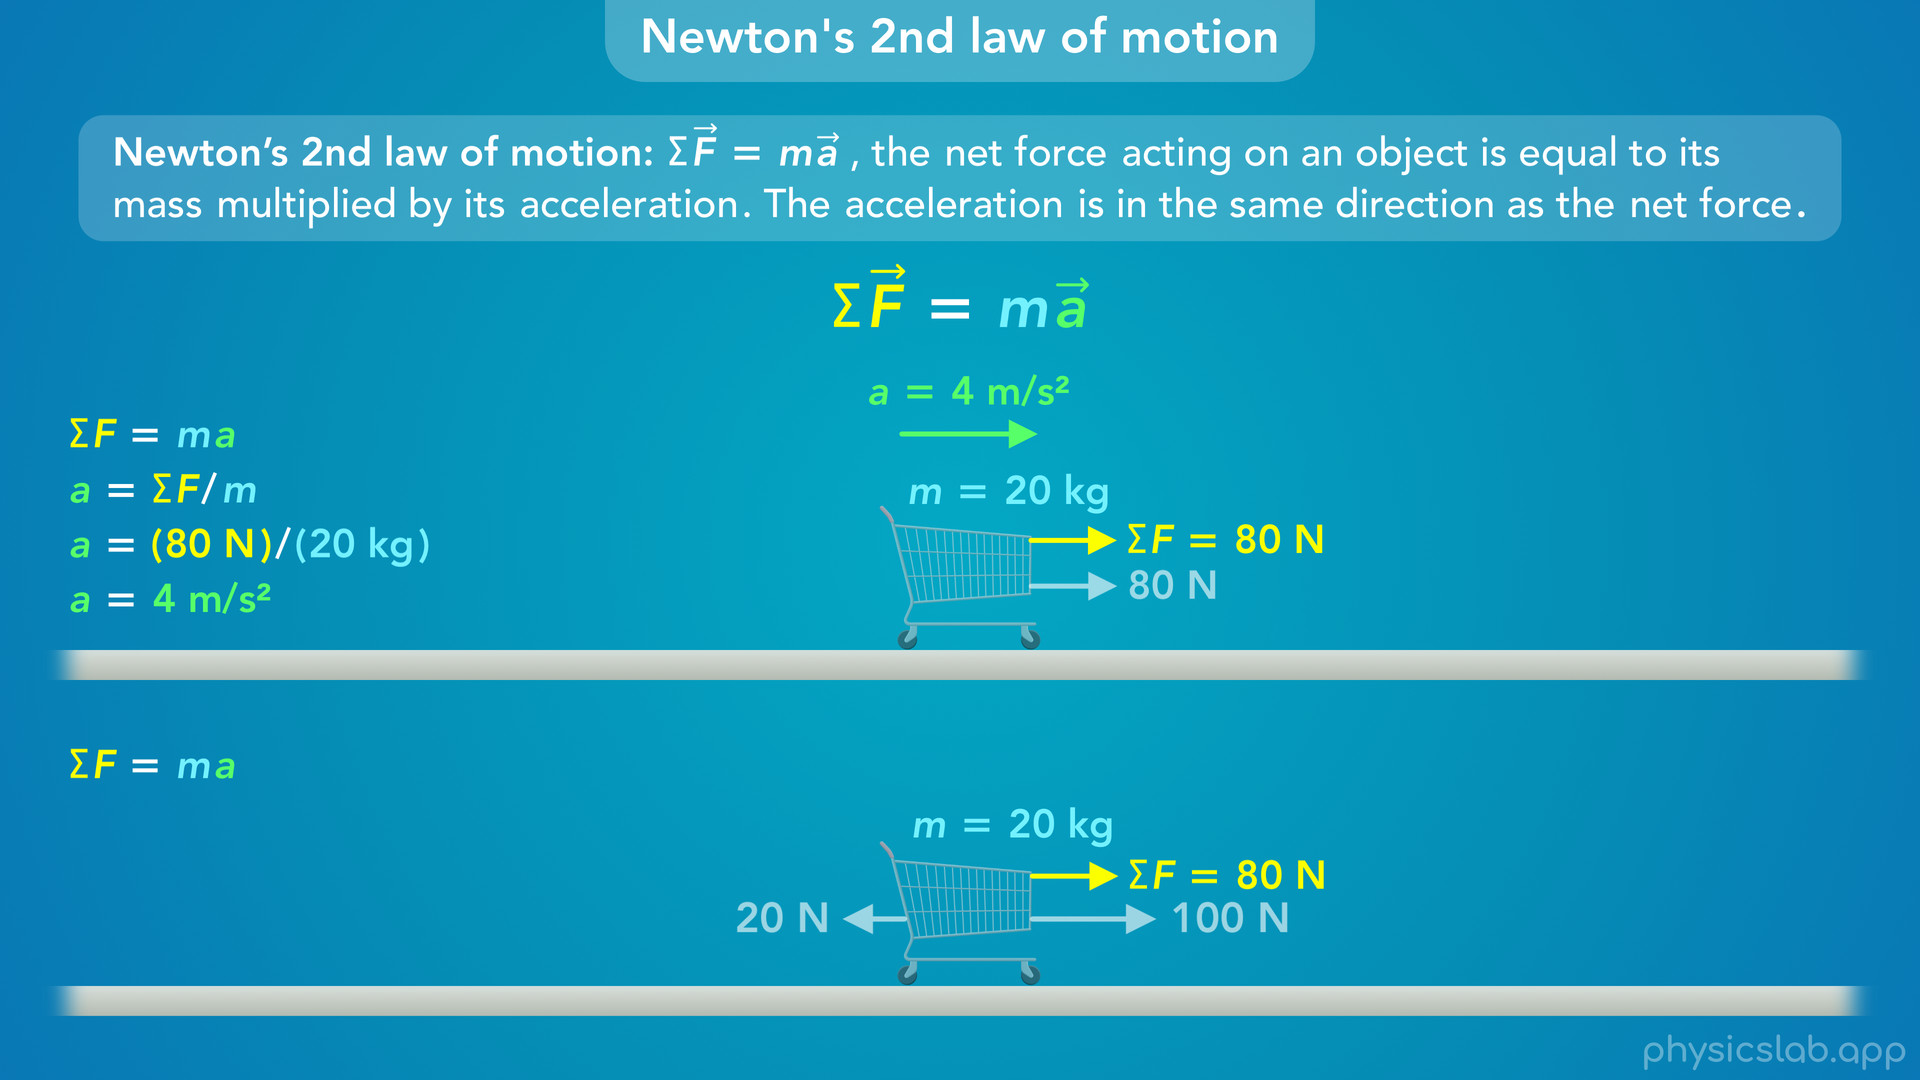 Newton's 2nd law of motion
Newton’s 2nd law of motion: ΣF⃗ = ma⃗ , the net force acting on an object is equal to its
mass multiplied by its acceleration. The acceleration is in the same direction as the net force.
ΣF⃗ = ma⃗
a = 4 m/s²
ΣF = ma
a = ΣF/m
a = (80 N)/(20 kg)
a = 4 m/s²
m = 20 kg
ΣF = 80 N
80 N
ΣF = ma
m = 20 kg
ΣF = 80 N
20 N
100 N
physicslab.app